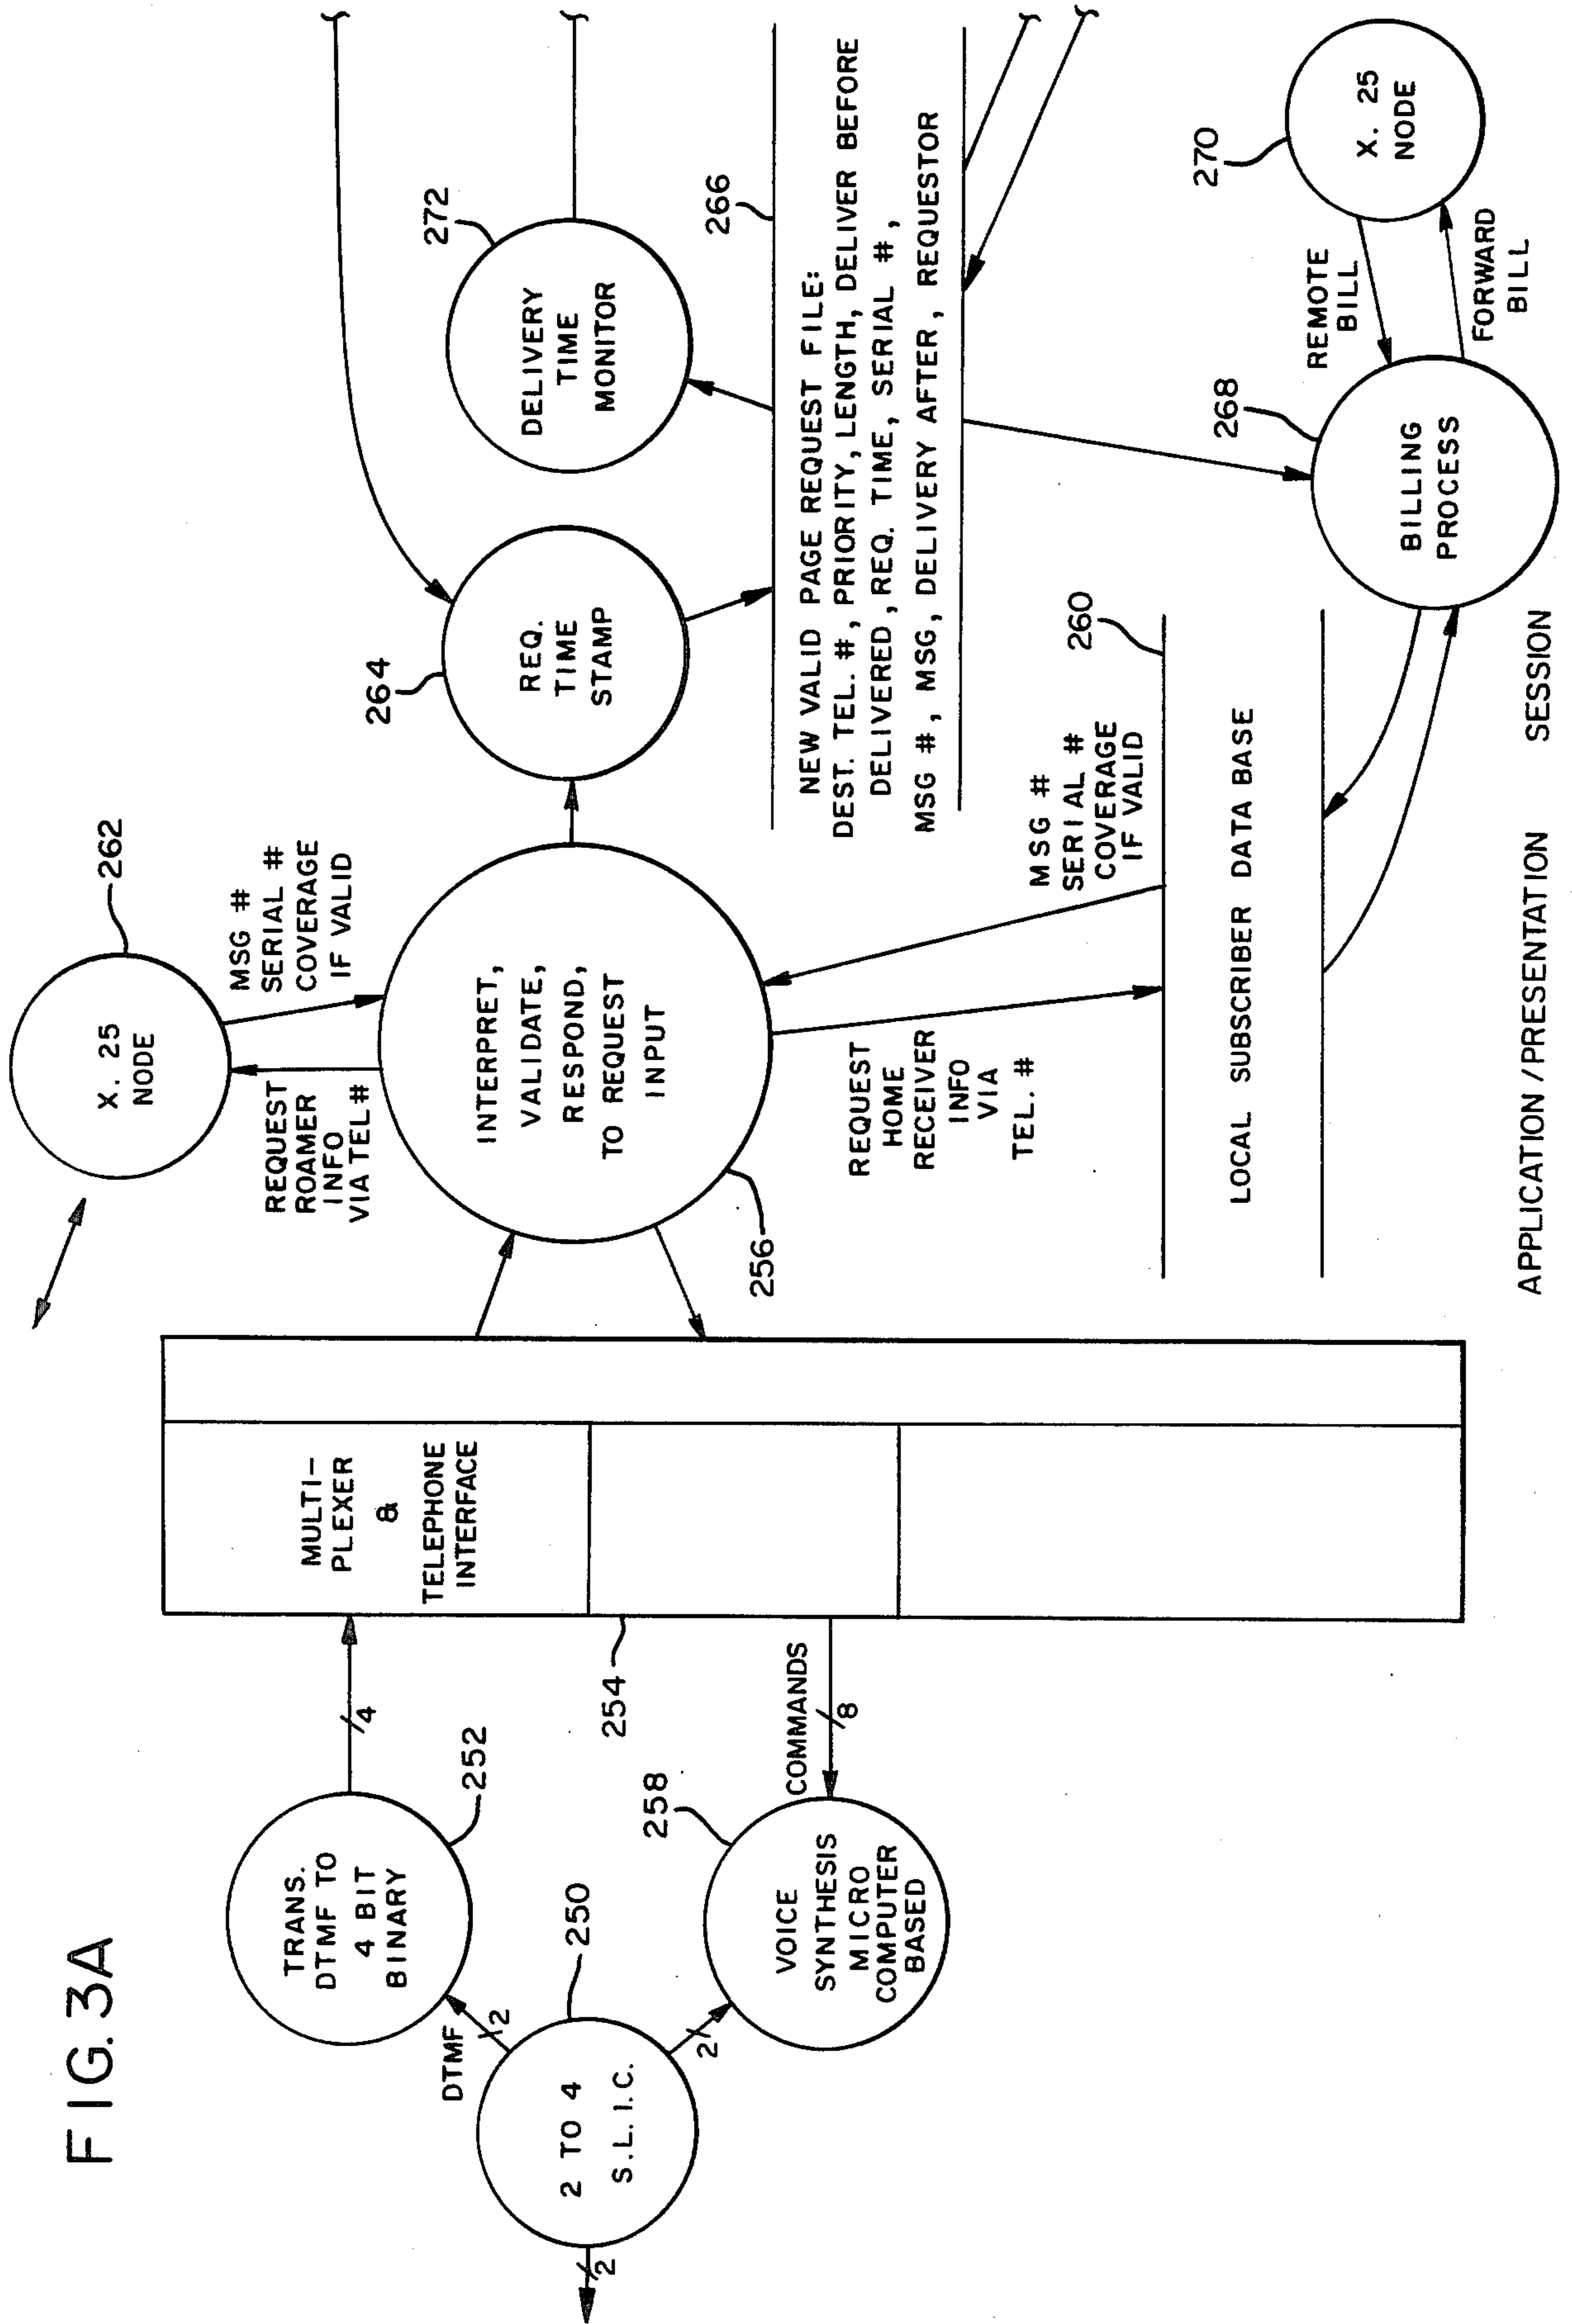 FIG. 3A
2 TO 4
S.L.I.C.
2
250
DTMF
2
2
TRANS.
DTMF TO
4 BIT
BINARY
252
4
VOICE
SYNTHESIS
MICRO
COMPUTER
BASED
258
COMMANDS
8
254
MULTI-
PLEXER
&
TELEPHONE
INTERFACE
X. 25
NODE
262
REQUEST
ROAMER
INFO
VIA TEL#
MSG #
SERIAL #
COVERAGE
IF VALID
INTERPRET,
VALIDATE,
RESPOND,
TO REQUEST
INPUT
256
REQUEST
HOME
RECEIVER
INFO
VIA
TEL. #
MSG #
SERIAL #
COVERAGE
IF VALID
260
LOCAL SUBSCRIBER DATA BASE
264
REQ.
TIME
STAMP
272
DELIVERY
TIME
MONITOR
266
NEW VALID PAGE REQUEST FILE:
DEST. TEL. #, PRIORITY, LENGTH, DELIVER BEFORE
DELIVERED, REQ. TIME, SERIAL #,
MSG #, MSG, DELIVERY AFTER, REQUESTOR
268
BILLING
PROCESS
REMOTE
BILL
FORWARD
BILL
270
X. 25
NODE
APPLICATION/PRESENTATION SESSION